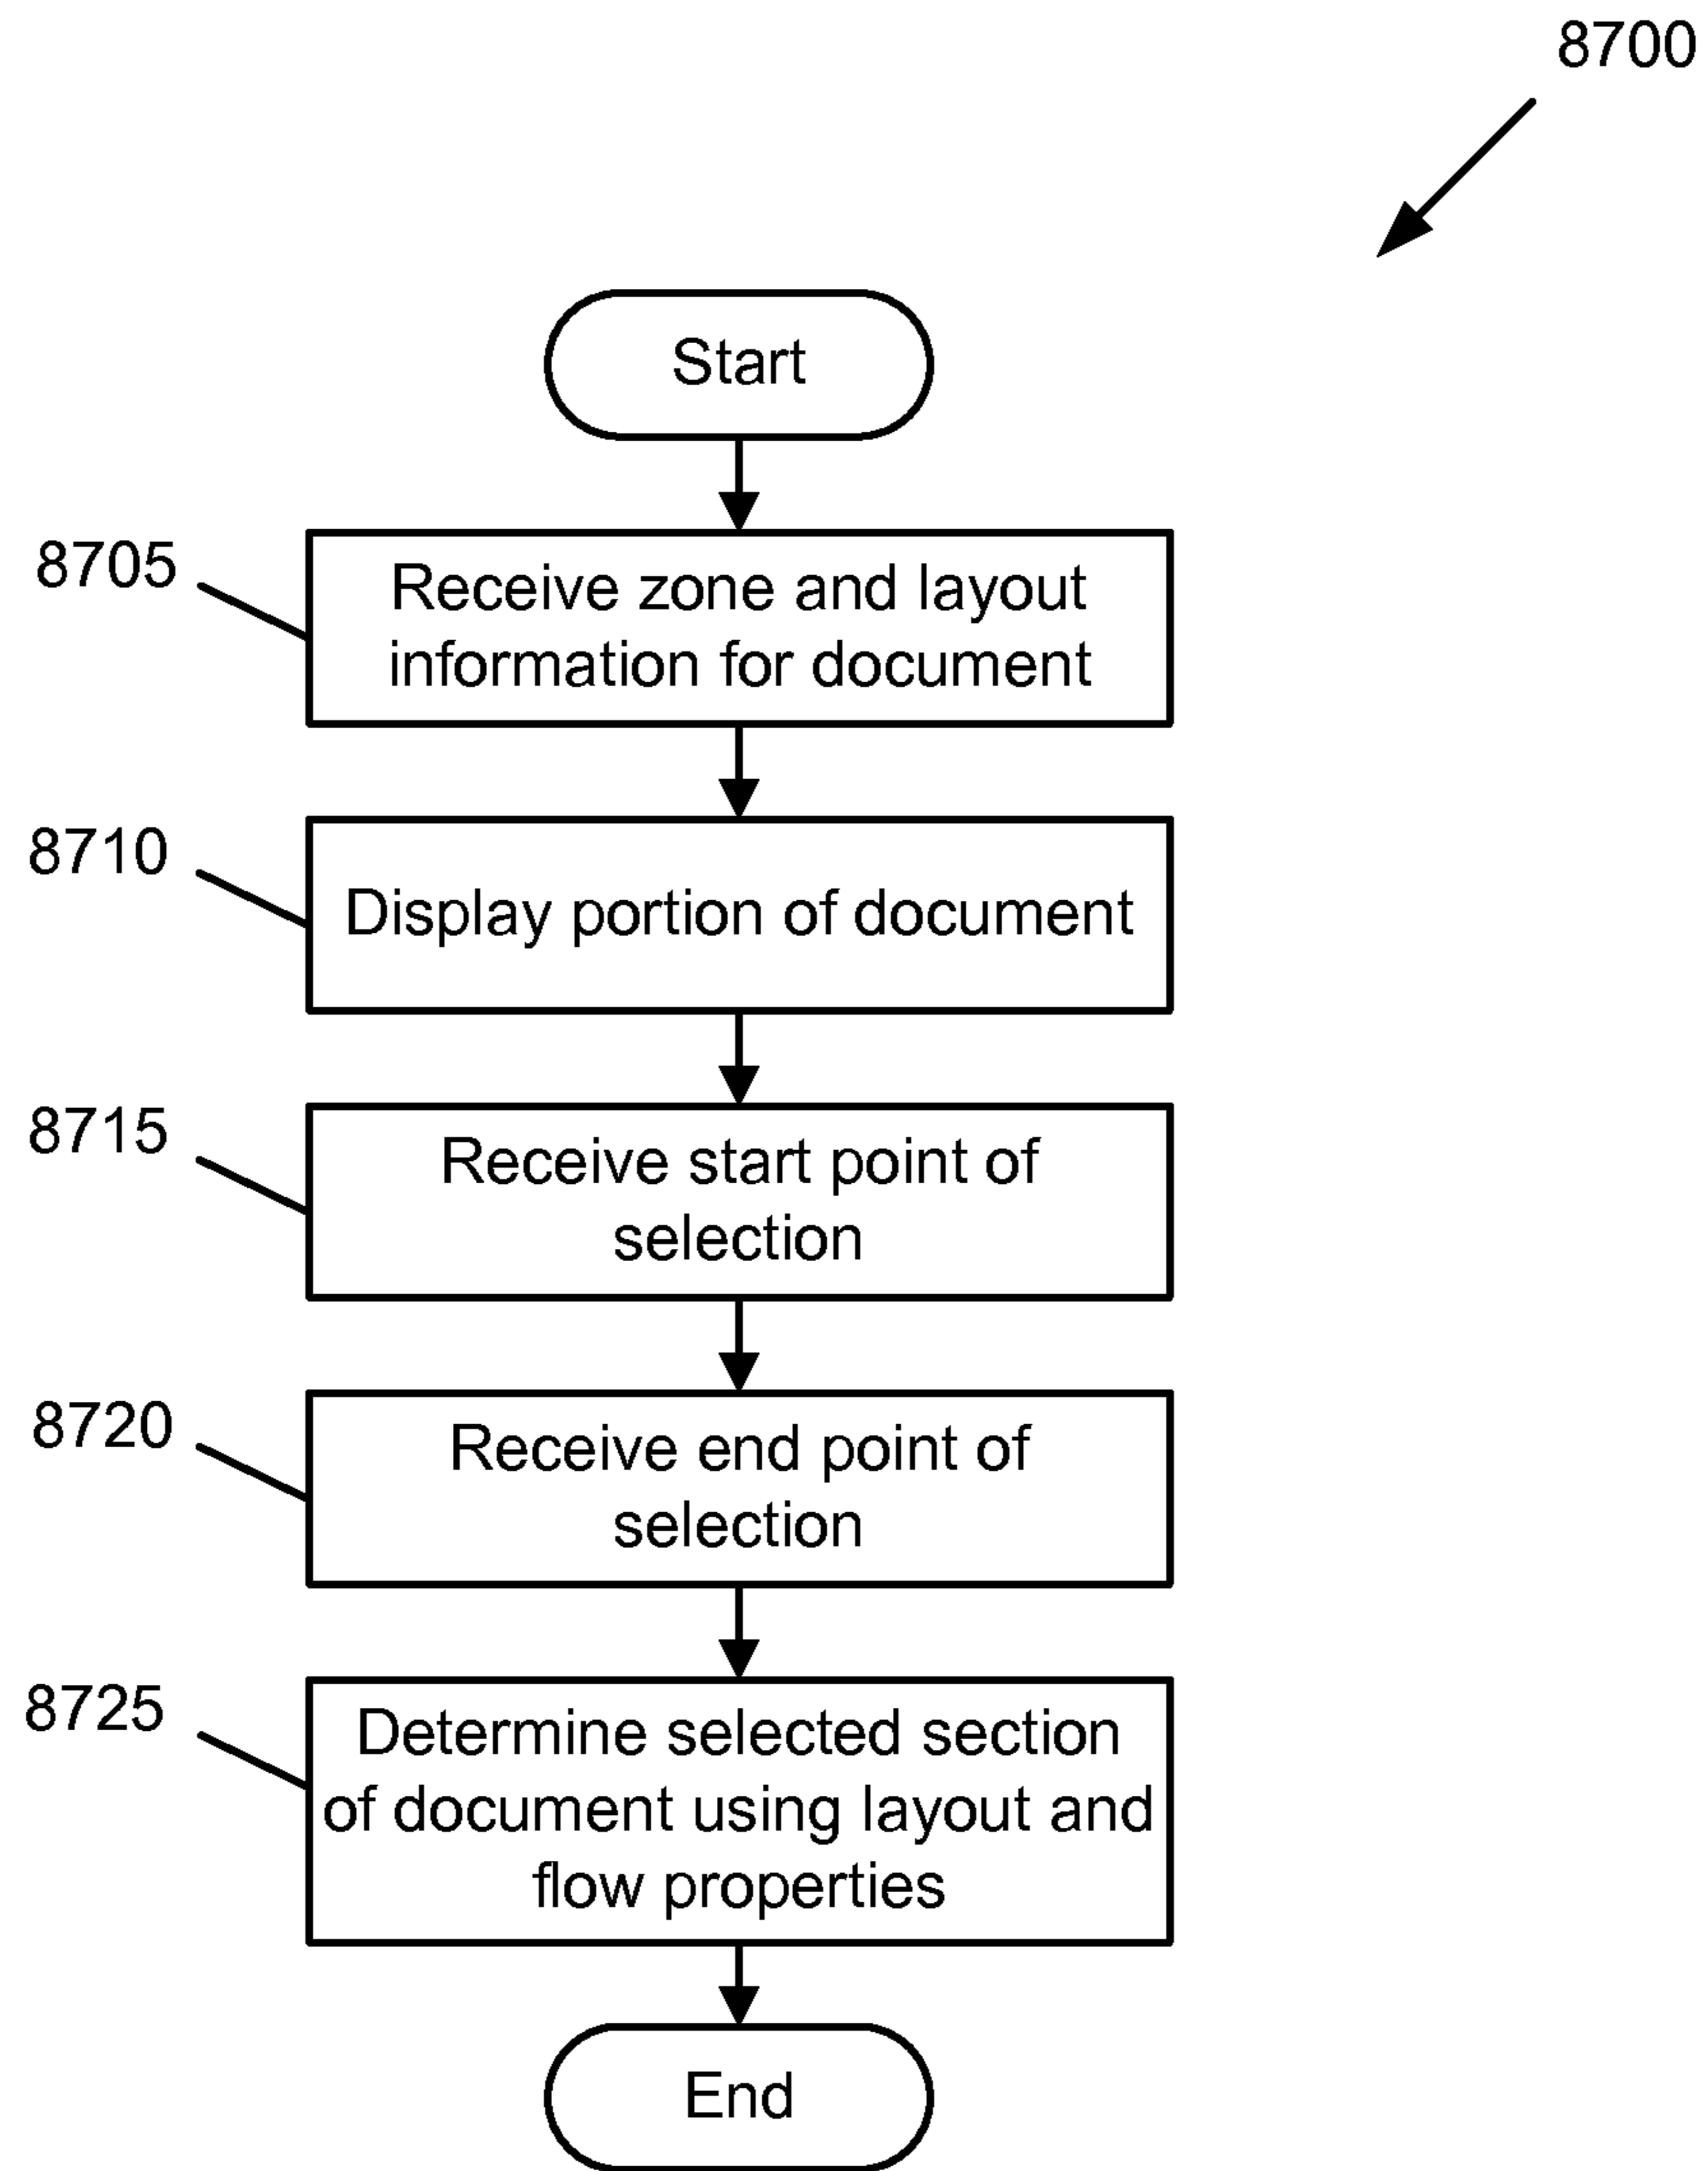 8700
Start
8705
Receive zone and layout
information for document
8710
Display portion of document
8715
Receive start point of
selection
8720
Receive end point of
selection
8725
Determine selected section
of document using layout and
flow properties
End